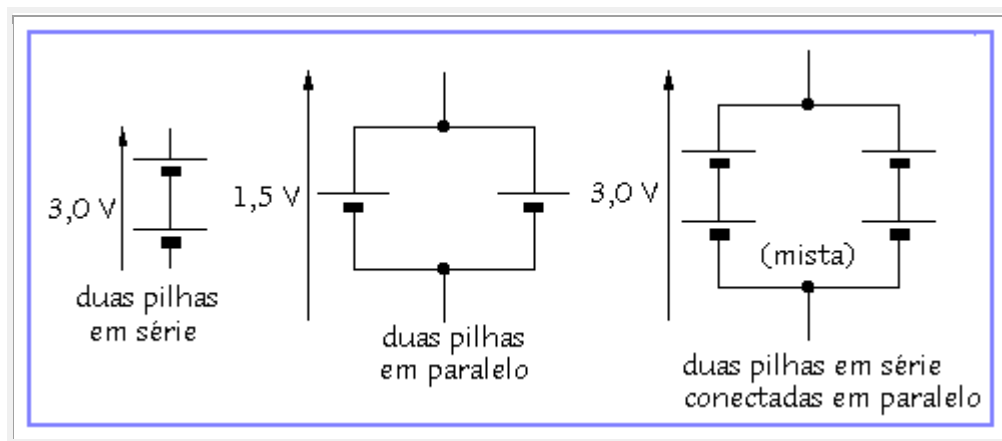 3,0 V
duas pilhas
em série
1,5 V
duas pilhas
em paralelo
3,0 V
(mista)
duas pilhas em série
conectadas em paralelo